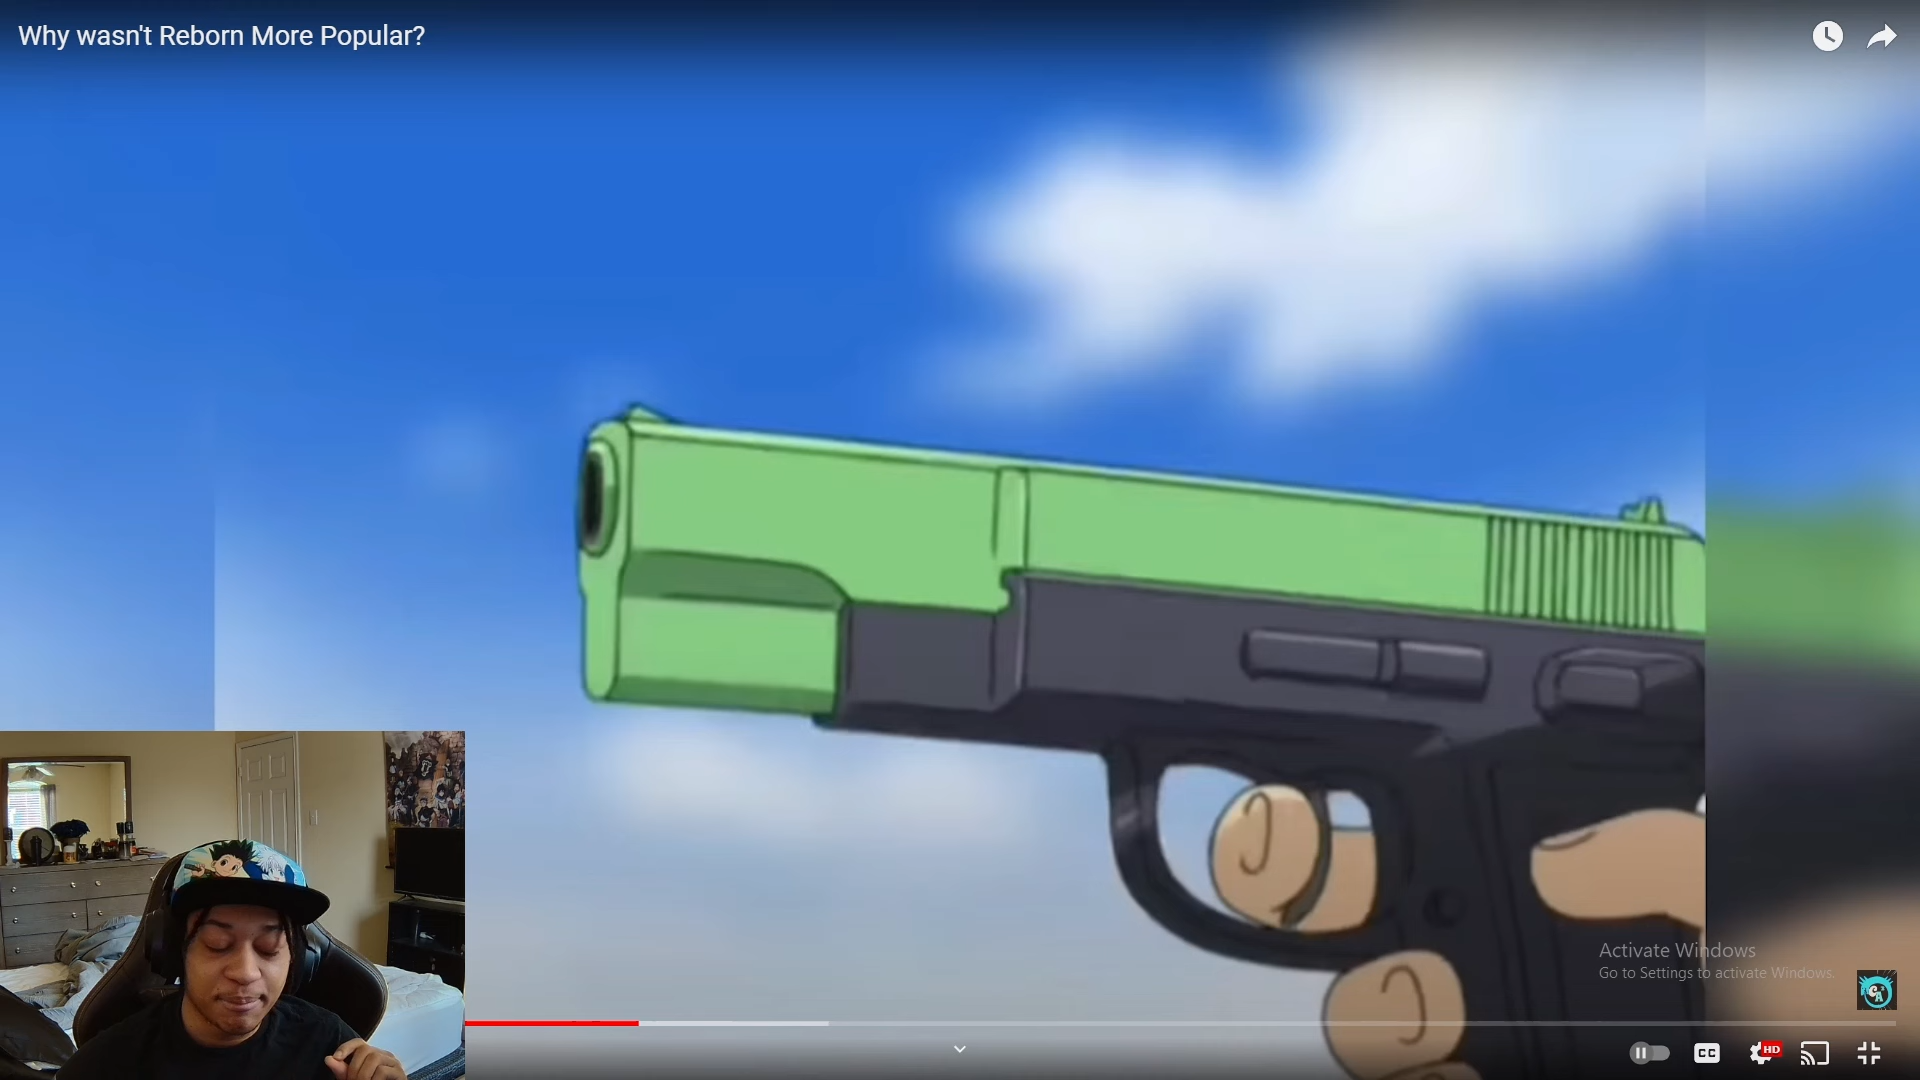 Why wasn't Reborn More Popular?
Activate Windows
Go to Settings to activate Windows.
CC
HD